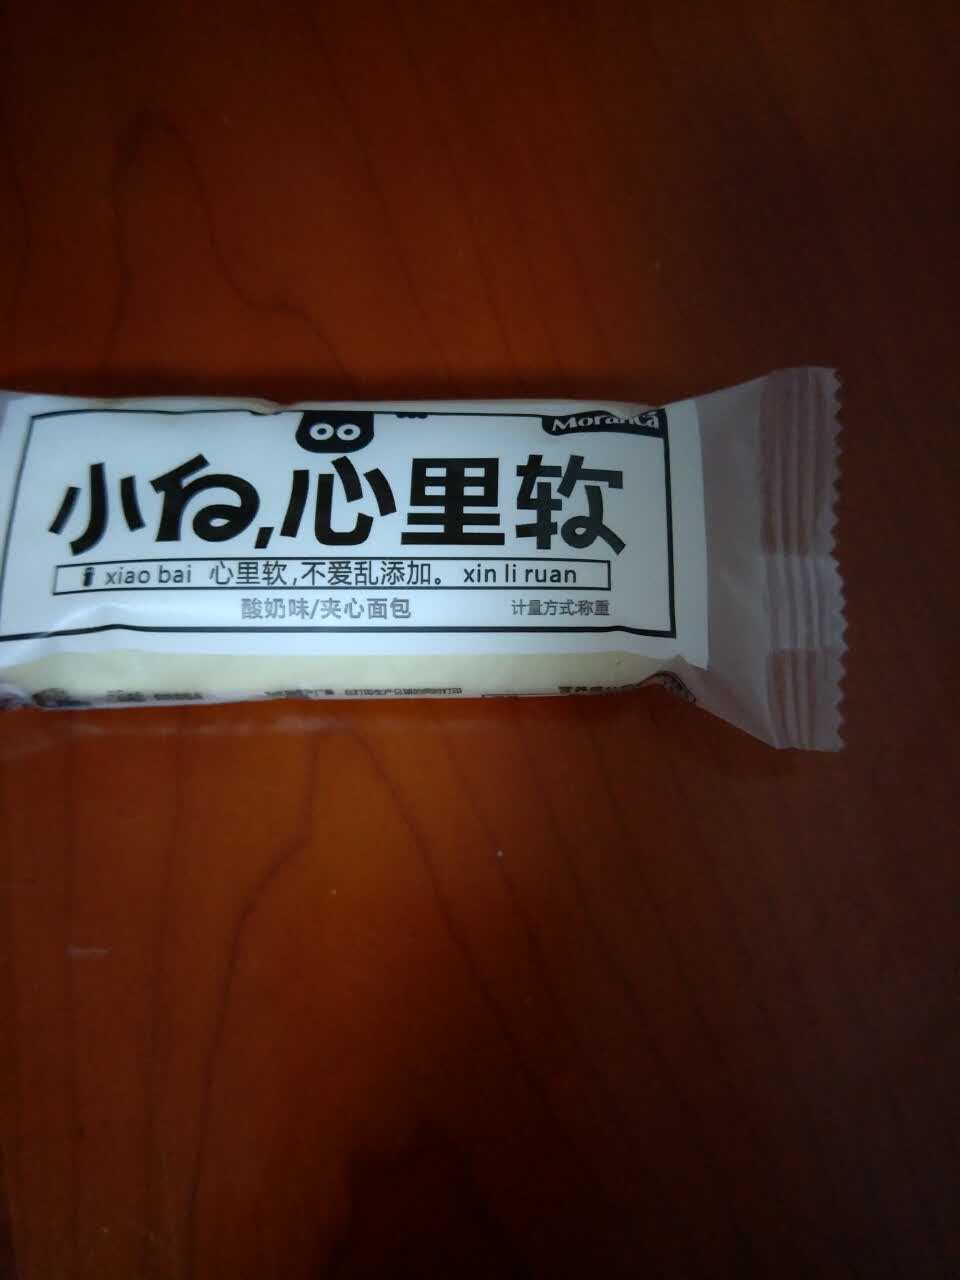 小白,心里软
xiao bai 心里软,不爱乱添加。 xin li ruan
酸奶味/夹心面包 计量方式:称重